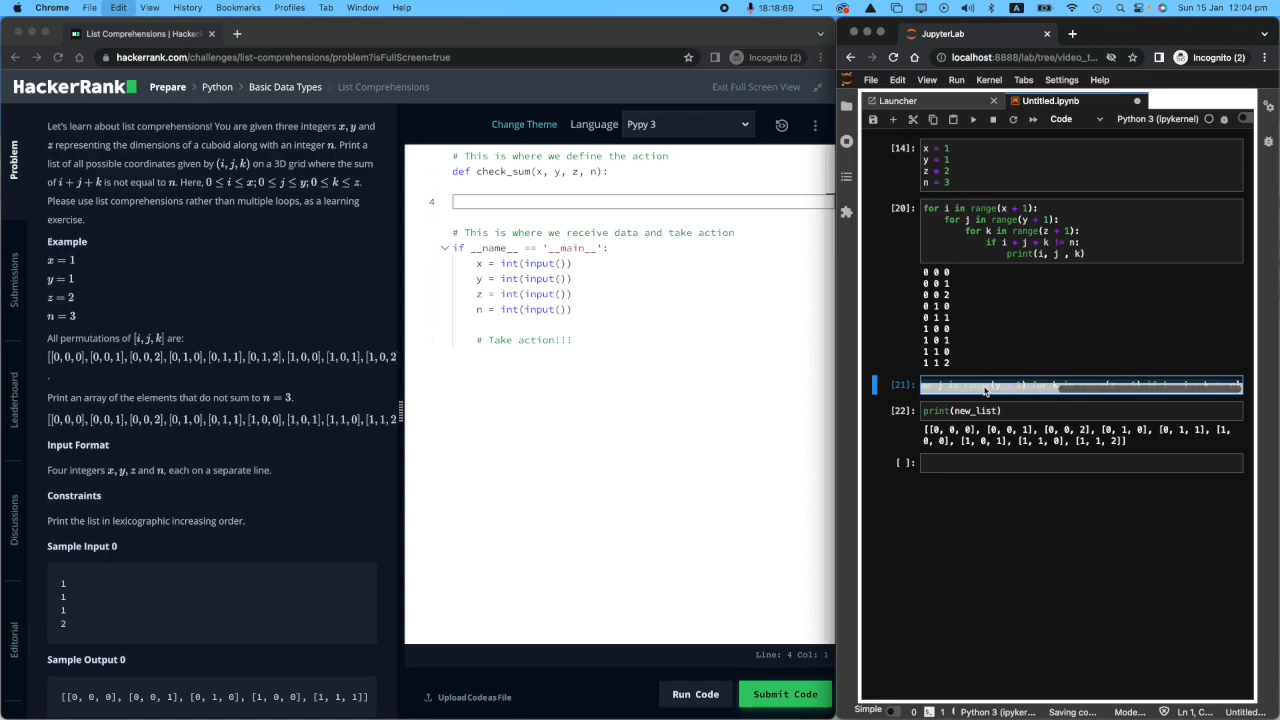 Chrome File Edit View History Bookmarks Profiles Tab Window Help
18:18:69
A
Sun 15 Jan 12:04 pm
List Comprehensions | Hacker
hackerrank.com/challenges/list-comprehensions/problem?isFullScreen=true
Incognito (2)
HackerRank
Prepare
Python
Basic Data Types
List Comprehensions
Exit Full Screen View
Problem
Submissions
Leaderboard
Discussions
Editorial
Let's learn about list comprehensions! You are given three integers x, y and
z representing the dimensions of a cuboid along with an integer n. Print a
list of all possible coordinates given by (i, j, k) on a 3D grid where the sum
of i + j + k is not equal to n. Here, 0 ≤ i ≤ x; 0 ≤ j ≤ y; 0 ≤ k ≤ z.
Please use list comprehensions rather than multiple loops, as a learning
exercise.
Example
x = 1
y = 1
z = 2
n = 3
All permutations of [i, j, k] are:
[[0, 0, 0], [0, 0, 1], [0, 0, 2], [0, 1, 0], [0, 1, 1], [0, 1, 2], [1, 0, 0], [1, 0, 1], [1, 0, 2
.
Print an array of the elements that do not sum to n = 3.
[[0, 0, 0], [0, 0, 1], [0, 0, 2], [0, 1, 0], [0, 1, 1], [1, 0, 0], [1, 0, 1], [1, 1, 0], [1, 1, 2
Input Format
Four integers x, y, z and n, each on a separate line.
Constraints
Print the list in lexicographic increasing order.
Sample Input 0
1
1
1
2
Sample Output 0
[[0, 0, 0], [0, 0, 1], [0, 1, 0], [1, 0, 0], [1, 1, 1]]
Change Theme
Language
Pypy 3
# This is where we define the action
def check_sum(x, y, z, n):
4
# This is where we receive data and take action
if __name__ == '__main__':
x = int(input())
y = int(input())
z = int(input())
n = int(input())
# Take action!!!
Line: 4 Col: 1
Upload Code as File
Run Code
Submit Code
JupyterLab
localhost:8888/lab/tree/video_t
Incognito (2)
File Edit View Run Kernel Tabs Settings Help
Launcher
Untitled.ipynb
Code
Python 3 (ipykernel)
[14]:
x = 1
y = 1
z = 2
n = 3
[20]:
for i in range(x + 1):
for j in range(y + 1):
for k in range(z + 1):
if i + j + k != n:
print(i, j , k)
0 0 0
0 0 1
0 0 2
0 1 0
0 1 1
1 0 0
1 0 1
1 1 0
1 1 2
[21]:
j in range(y + 1) for k
[22]:
print(new_list)
[[0, 0, 0], [0, 0, 1], [0, 0, 2], [0, 1, 0], [0, 1, 1], [1,
0, 0], [1, 0, 1], [1, 1, 0], [1, 1, 2]]
[ ]:
Simple
0
1
Python 3 (ipyker…
Saving co…
Mode…
Ln 1, C…
Untitled…